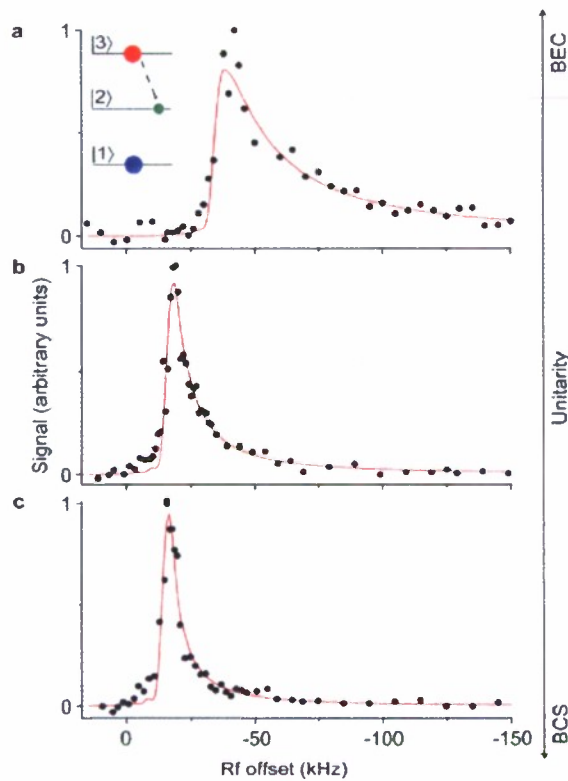 a
1
|3⟩
|2⟩
|1⟩
0
BEC
b
1
0
Signal (arbitrary units)
Unitarity
c
1
0
BCS
0 -50 -100 -150
Rf offset (kHz)